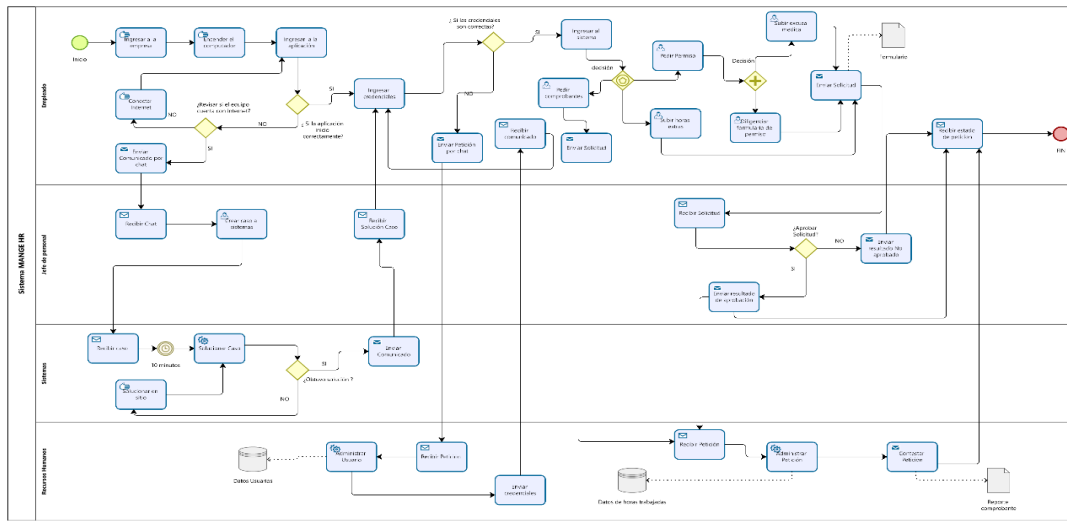 Sistema MANGE HR
Empleado
Inicio
Ingresar a la
empresa
Encender el
computador
Ingresar a la
aplicación
Conectar
Internet
¿Revisar si el equipo
cuenta con internet?
NO
NO
SI
SI
¿ Si la aplicación
inicio
correctamente?
Enviar
Comunicado por
chat
Ingresar
credenciales
¿ Si las credenciales
son correctas?
SI
NO
Enviar Petición
por chat
Recibir
comunicado
Ingresar al
sistema
decisión
Pedir
comprobantes
Enviar Solicitud
Pedir Permiso
Subir horas
extras
Decisión
Subir excusa
medica
Diligenciar
formulario de
permiso
Enviar Solicitud
Formulario
Recibir estado
de peticion
FIN
Jefe de personal
Recibir Chat
Crear caso a
sistemas
Recibir
Solución Caso
Recibir Solicitud
¿Aprobar
Solicitud?
NO
SI
Enviar
resultado No
aprobado
Enviar resultado
de aprobación
Sistemas
Recibir caso
30 minutos
Solucionar Caso
Solucionar en
sitio
SI
NO
Enviar
Comunicado
Recursos Humanos
Datos Usuarios
Administrar
Usuario
Recibir Peticion
Enviar
credenciales
Recibir Petición
Administrar
Petición
Contestar
Petición
Datos de horas trabajadas
Reporte
comprobante